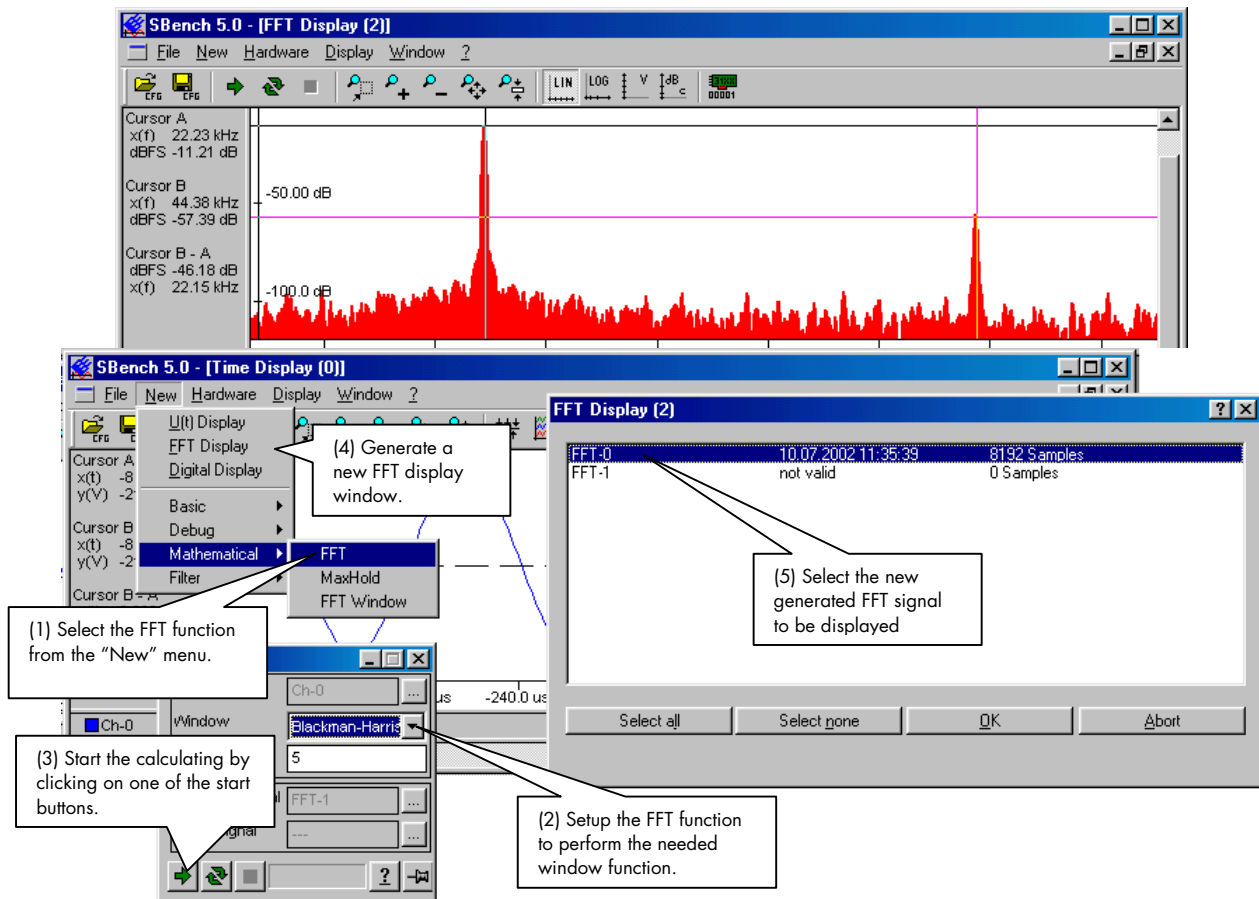 SBench 5.0 - [FFT Display (2)]
File New Hardware Display Window ?
CFG CFG LIN LOG V dB c 00001
Cursor A
x(f) 22.23 kHz
dBFS -11.21 dB
Cursor B
x(f) 44.38 kHz
dBFS -57.39 dB
Cursor B - A
dBFS -46.18 dB
x(f) 22.15 kHz
-50.00 dB
-100.0 dB
SBench 5.0 - [Time Display (0)]
File New Hardware Display Window ?
CFG
U(t) Display
FFT Display
Digital Display
Basic
Debug
Mathematical
Filter
FFT
MaxHold
FFT Window
Cursor A
x(t) -8
y(V) -2
Cursor B
x(t) -8
y(V) -2
Cursor B - A
(4) Generate a
new FFT display
window.
(1) Select the FFT function
from the “New” menu.
us -240.0 us
Ch-0
Ch-0 ...
Window Blackman-Harris
5
FFT-1 ...
--- ...
?
(3) Start the calculating by
clicking on one of the start
buttons.
(2) Setup the FFT function
to perform the needed
window function.
FFT Display (2)
FFT-0 10.07.2002 11:35:39 8192 Samples
FFT-1 not valid 0 Samples
(5) Select the new
generated FFT signal
to be displayed
Select all Select none OK Abort